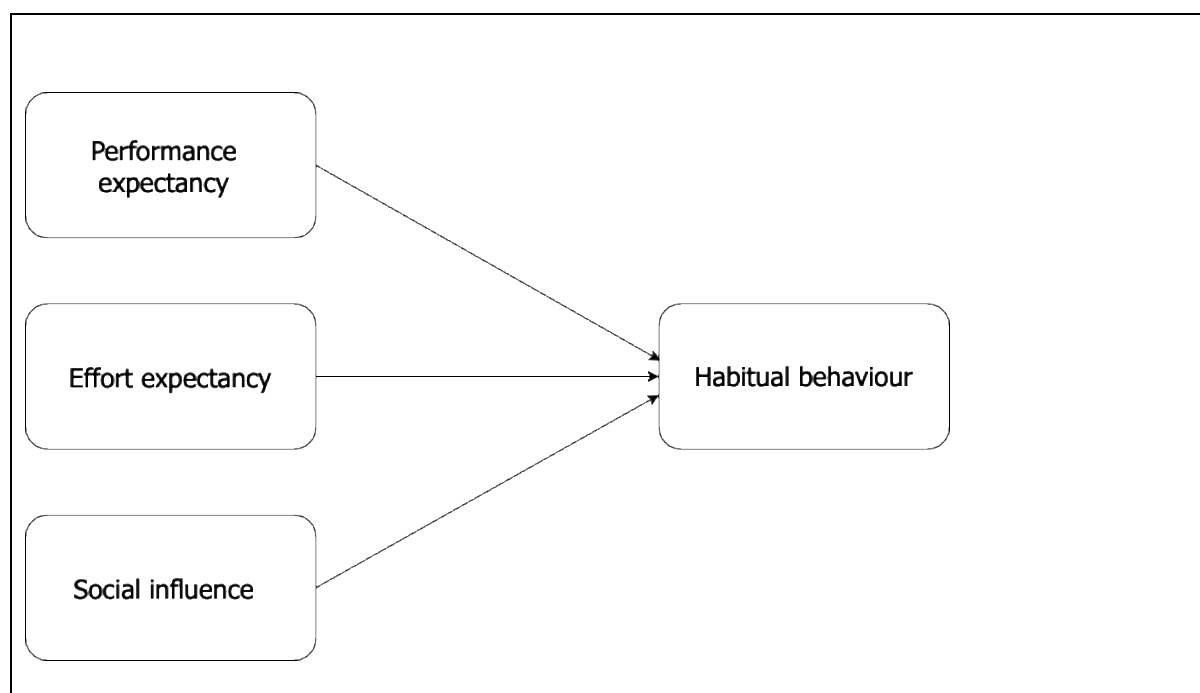 Performance
expectancy
Effort expectancy
Habitual behaviour
Social influence